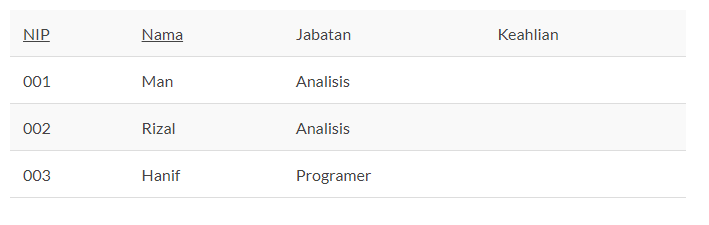 NIP Nama Jabatan Keahlian
001 Man Analisis
002 Rizal Analisis
003 Hanif Programer